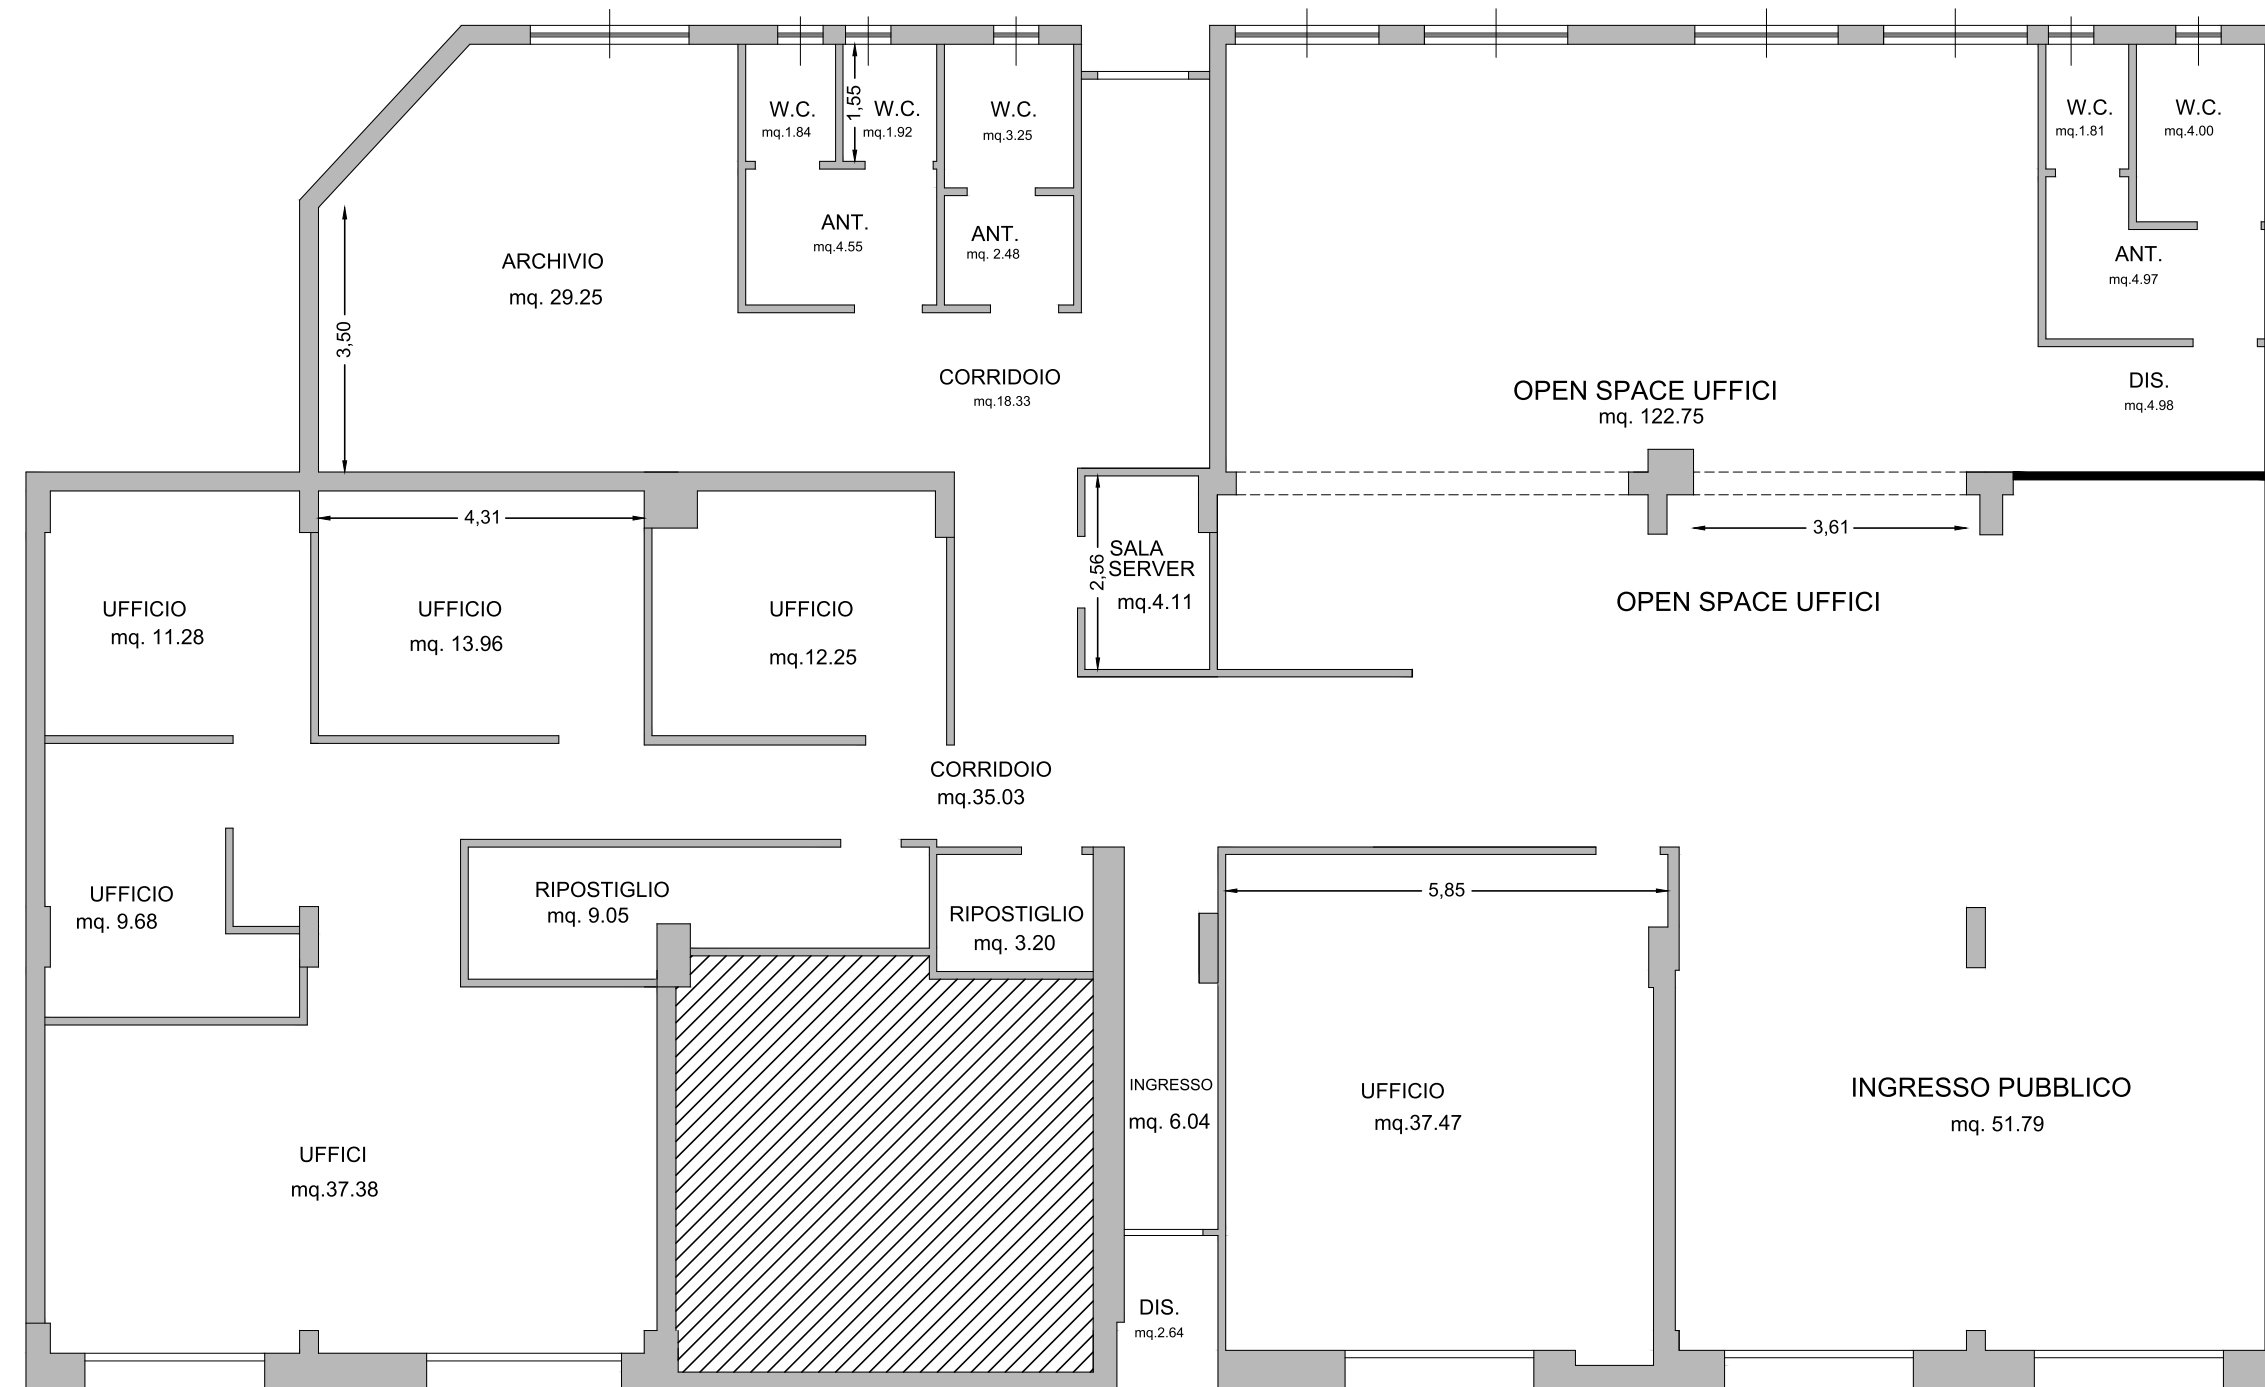 W.C.
mq.1.84
1,55
W.C.
mq.1.92
W.C.
mq.3.25
W.C.
mq.1.81
W.C.
mq.4.00
ANT.
mq.4.55
ANT.
mq. 2.48
ANT.
mq.4.97
ARCHIVIO
mq. 29.25
3,50
CORRIDOIO
mq.18.33
OPEN SPACE UFFICI
mq. 122.75
DIS.
mq.4.98
4,31
3,61
SALA
SERVER
mq.4.11
2,56
OPEN SPACE UFFICI
UFFICIO
mq. 11.28
UFFICIO
mq. 13.96
UFFICIO
mq.12.25
CORRIDOIO
mq.35.03
UFFICIO
mq. 9.68
RIPOSTIGLIO
mq. 9.05
RIPOSTIGLIO
mq. 3.20
5,85
INGRESSO
mq. 6.04
UFFICIO
mq.37.47
INGRESSO PUBBLICO
mq. 51.79
UFFICI
mq.37.38
DIS.
mq.2.64